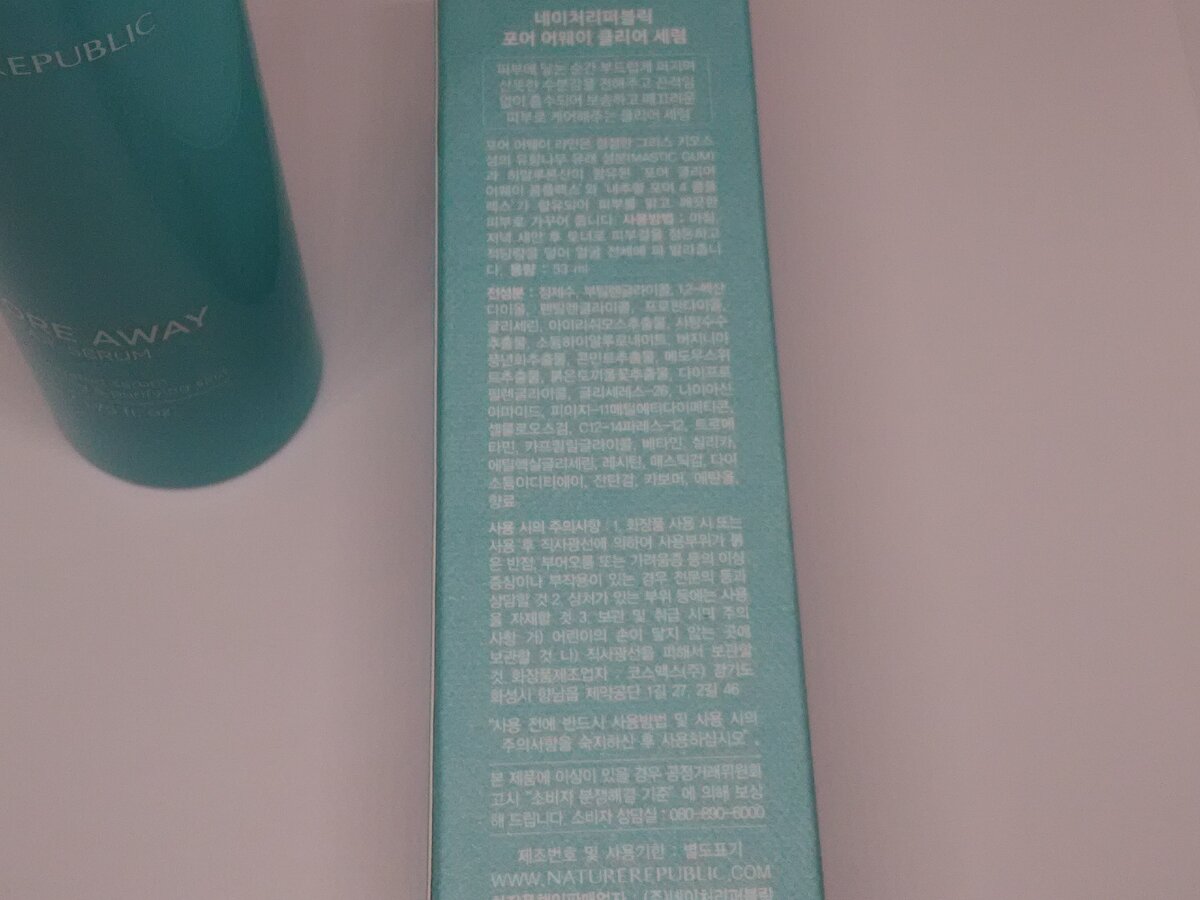 REPUBLIC
ORE AWAY
SERUM
네이처리퍼블릭
포어 어웨이 클리어 세럼
피부에 닿는 순간 부드럽게 퍼지며
산뜻한 수분감을 전해주고 끈적임
없이 흡수되어 보송하고 매끄러운
피부로 케어해주는 클리어 세럼
포어 어웨이 라인은 청정한 그리스 키오스
섬의 유향나무 유래 성분(MASTIC GUM)
과 히알루론산이 함유된 '포어 클리어
어웨이 콤플렉스'와 '내추럴 포어 4 콤플
렉스'가 함유되어 피부를 맑고 깨끗한
피부로 가꾸어 줍니다. 사용방법 : 아침,
저녁 세안 후 토너로 피부결을 정돈하고
적당량을 덜어 얼굴 전체에 펴 발라줍니
다. 용량 : 53 ml
전성분 : 정제수, 부틸렌글라이콜, 1,2-헥산
다이올, 펜틸렌글라이콜, 프로판다이올,
글리세린, 아이리쉬모스추출물, 사탕수수
추출물, 소듐하이알루로네이트, 버지니아
풍년화추출물, 콘민트추출물, 메도우스위
트추출물, 붉은토끼풀꽃추출물, 다이프로
필렌글라이콜, 글리세레스-26, 나이아신
아마이드, 피이지-11메틸에터다이메티콘,
셀룰로오스검, C12-14파레스-12, 트로메
타민, 카프릴릴글라이콜, 베타인, 실리카,
에틸헥실글리세린, 레시틴, 매스틱검, 다이
소듐이디티에이, 잔탄검, 카보머, 에탄올,
향료
사용 시의 주의사항 : 1. 화장품 사용 시 또는
사용 후 직사광선에 의하여 사용부위가 붉
은 반점, 부어오름 또는 가려움증 등의 이상
증상이나 부작용이 있는 경우 전문의 등과
상담할 것 2. 상처가 있는 부위 등에는 사용
을 자제할 것 3. 보관 및 취급 시의 주의
사항 가) 어린이의 손이 닿지 않는 곳에
보관할 것 나) 직사광선을 피해서 보관할
것 화장품제조업자 : 코스맥스(주) 경기도
화성시 향남읍 제약공단 1길 27, 2길 46
"사용 전에 반드시 사용방법 및 사용 시의
주의사항을 숙지하신 후 사용하십시오".
본 제품에 이상이 있을 경우 공정거래위원회
고시 "소비자 분쟁해결 기준" 에 의해 보상
해 드립니다. 소비자 상담실 : 080-890-6000
제조번호 및 사용기한 : 별도표기
WWW.NATUREREPUBLIC.COM
화장품책임판매업자 : (주)네이처리퍼블릭